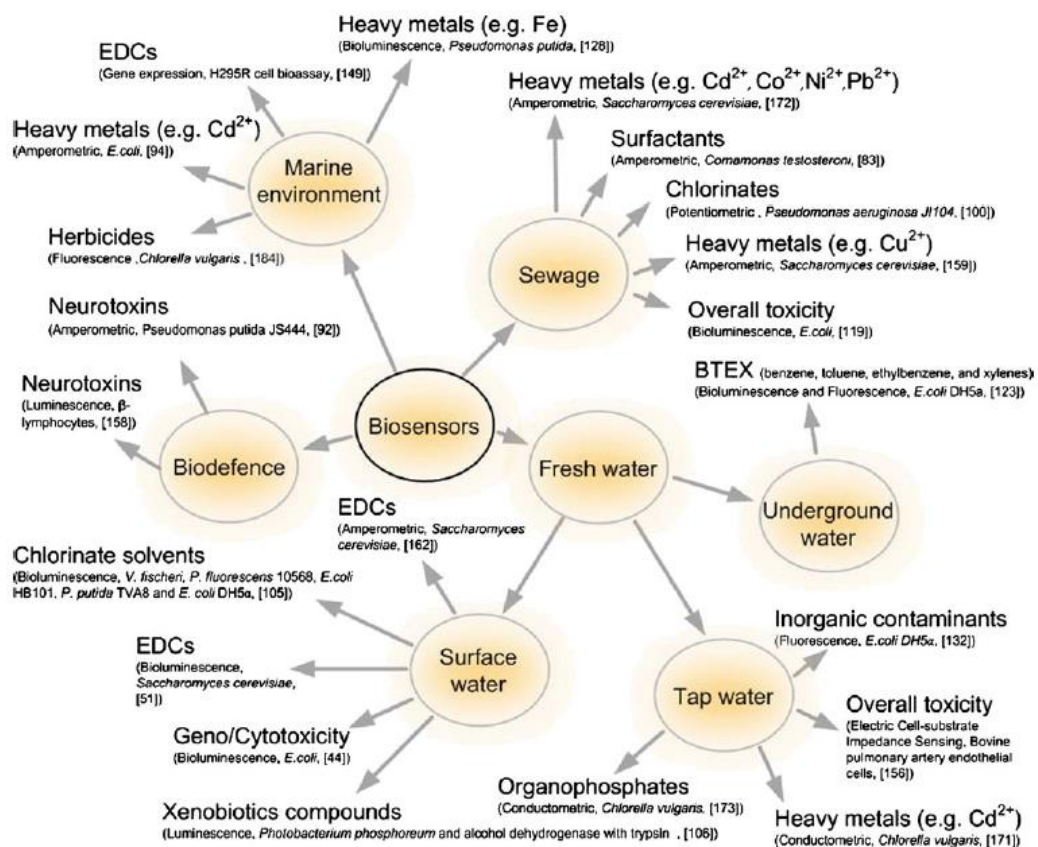 Heavy metals (e.g. Fe)
(Bioluminescence, Pseudomonas putida, [128])
EDCs
(Gene expression, H295R cell bioassay, [149])
Heavy metals (e.g. Cd²⁺)
(Amperometric, E.coli, [94])
Marine
environment
Herbicides
(Fluorescence ,Chlorella vulgaris , [184])
Heavy metals (e.g. Cd²⁺, Co²⁺,Ni²⁺,Pb²⁺)
(Amperometric, Saccharomyces cerevisiae, [172])
Surfactants
(Amperometric, Comamonas testosteroni, [83])
Chlorinates
(Potentiometric , Pseudomonas aeruginosa JI104, [100])
Heavy metals (e.g. Cu²⁺)
(Amperometric, Saccharomyces cerevisiae, [159])
Sewage
Overall toxicity
(Bioluminescence, E.coli, [119])
Neurotoxins
(Amperometric, Pseudomonas putida JS444, [92])
Neurotoxins
(Luminescence, β-
lymphocytes, [158])
Biodefence
Biosensors
Fresh water
BTEX (benzene, toluene, ethylbenzene, and xylenes)
(Bioluminescence and Fluorescence, E.coli DH5a, [123])
Underground
water
EDCs
(Amperometric, Saccharomyces
cerevisiae, [162])
Chlorinate solvents
(Bioluminescence, V. fischeri, P. fluorescens 10568, E.coli
HB101, P. putida TVA8 and E. coli DH5α, [105])
EDCs
(Bioluminescence,
Saccharomyces cerevisiae,
[51])
Surface
water
Geno/Cytotoxicity
(Bioluminescence, E.coli, [44])
Xenobiotics compounds
(Luminescence, Photobacterium phosphoreum and alcohol dehydrogenase with trypsin , [106])
Inorganic contaminants
(Fluorescence, E.coli DH5α, [132])
Tap water
Overall toxicity
(Electric Cell-substrate
Impedance Sensing, Bovine
pulmonary artery endothelial
cells, [156])
Organophosphates
(Conductometric, Chlorella vulgaris, [173])
Heavy metals (e.g. Cd²⁺)
(Conductometric, Chlorella vulgaris, [171])